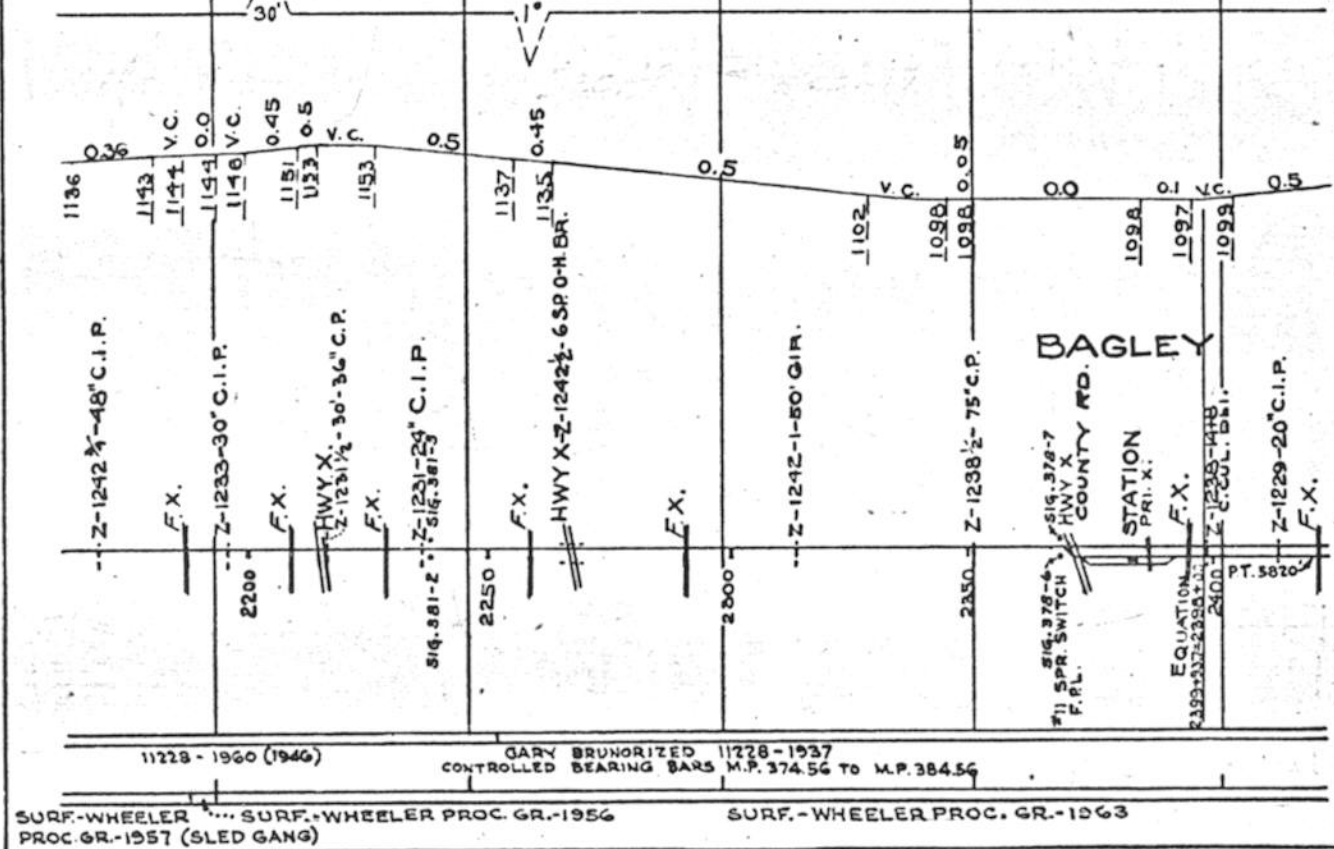 30'
1°
0.36
V.C.
0.0
V.C.
0.45
0.5
V.C.
0.5
0.45
0.5
V.C.
0.05
0.0
0.1
V.C.
0.5
1136
1143
1144
1144
1148
1151
1153
1153
1137
1135
1102
1098
1098
1098
1097
1099
BAGLEY
Z-1242¾-48" C.I.P.
F.X.
Z-1233-30" C.I.P.
F.X.
HWY X.
Z-1231½-30'-36" C.P.
F.X.
Z-1231-24" C.I.P.
SIG. 381-3
F.X.
HWY X-Z-1242½-6 SP. O-H. BR.
F.X.
Z-1242-1-50' GIR.
Z-1238½-75" C.P.
SIG. 378-7
HWY X
COUNTY RD.
STATION
PRI. X.
F.X.
C. CUL.
Z-1229-20" C.I.P.
F.X.
2200
SIG. 381-2
2250
2300
2350
SIG. 378-6
#11 SPR. SWITCH
F.P.L.
EQUATION
2400
P.T. 5820'
11228-1960 (1946)
GARY BRUNORIZED 11228-1937
CONTROLLED BEARING BARS M.P. 374.56 TO M.P. 384.56
SURF.-WHEELER
PROC. GR.-1957 (SLED GANG)
SURF.-WHEELER PROC. GR.-1956
SURF.-WHEELER PROC. GR.-1963